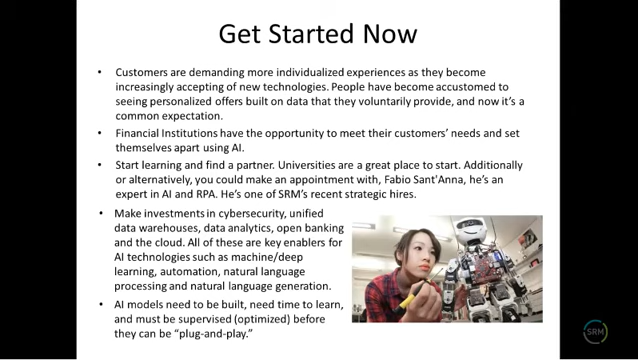 Get Started Now
• Customers are demanding more individualized experiences as they become
increasingly accepting of new technologies. People have become accustomed to
seeing personalized offers built on data that they voluntarily provide, and now it's a
common expectation.
• Financial Institutions have the opportunity to meet their customers' needs and set
themselves apart using AI.
• Start learning and find a partner. Universities are a great place to start. Additionally
or alternatively, you could make an appointment with, Fabio Sant'Anna, he's an
expert in AI and RPA. He's one of SRM's recent strategic hires.
• Make investments in cybersecurity, unified
data warehouses, data analytics, open banking
and the cloud. All of these are key enablers for
AI technologies such as machine/deep
learning, automation, natural language
processing and natural language generation.
• AI models need to be built, need time to learn,
and must be supervised (optimized) before
they can be "plug-and-play."
SRM